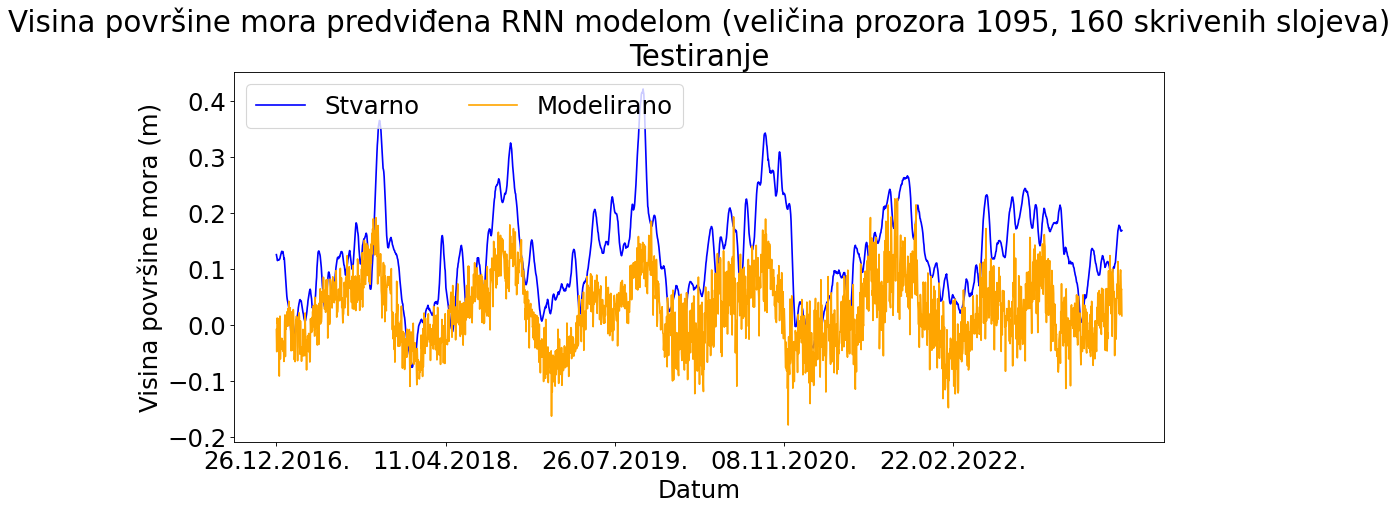 Visina površine mora predviđena RNN modelom (veličina prozora 1095, 160 skrivenih slojeva)
Testiranje
Stvarno
Modelirano
Visina površine mora (m)
0.4
0.3
0.2
0.1
0.0
−0.1
−0.2
26.12.2016.
11.04.2018.
26.07.2019.
08.11.2020.
22.02.2022.
Datum